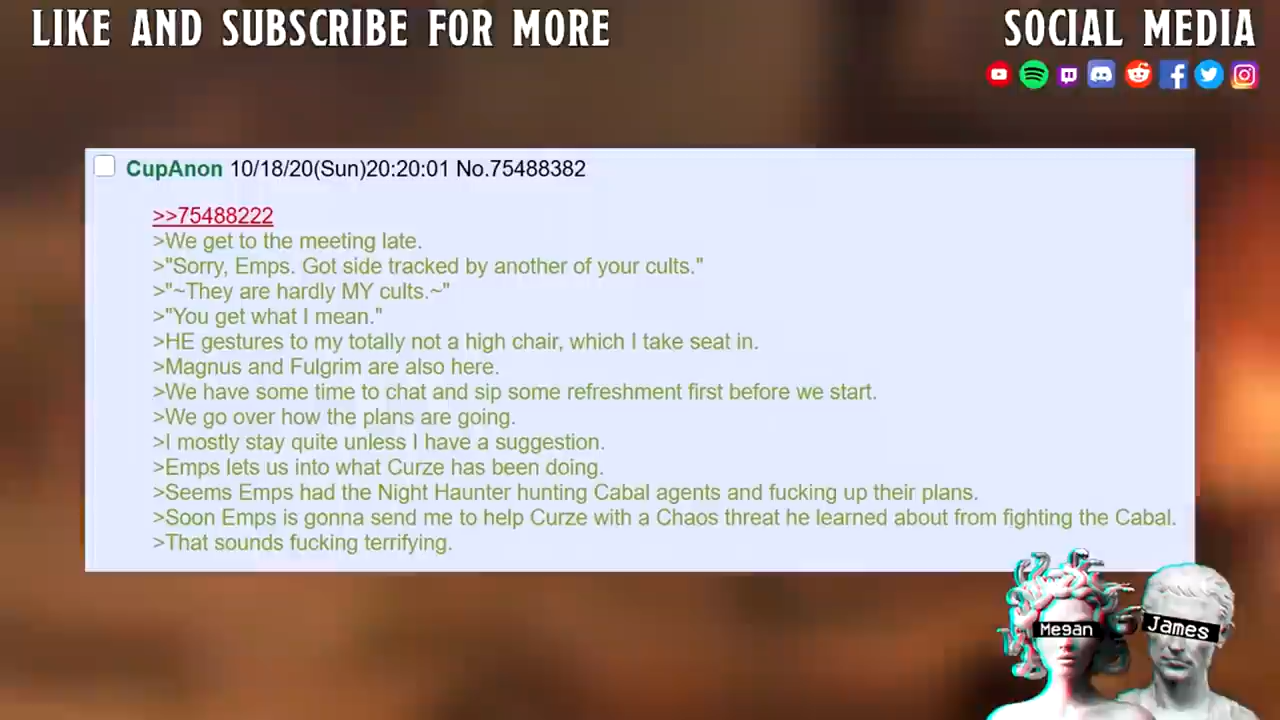 LIKE AND SUBSCRIBE FOR MORE
SOCIAL MEDIA
CupAnon 10/18/20(Sun)20:20:01 No.75488382
>>75488222
>We get to the meeting late.
>"Sorry, Emps. Got side tracked by another of your cults."
>"~They are hardly MY cults.~"
>"You get what I mean."
>HE gestures to my totally not a high chair, which I take seat in.
>Magnus and Fulgrim are also here.
>We have some time to chat and sip some refreshment first before we start.
>We go over how the plans are going.
>I mostly stay quite unless I have a suggestion.
>Emps lets us into what Curze has been doing.
>Seems Emps had the Night Haunter hunting Cabal agents and fucking up their plans.
>Soon Emps is gonna send me to help Curze with a Chaos threat he learned about from fighting the Cabal.
>That sounds fucking terrifying.
Megan
James